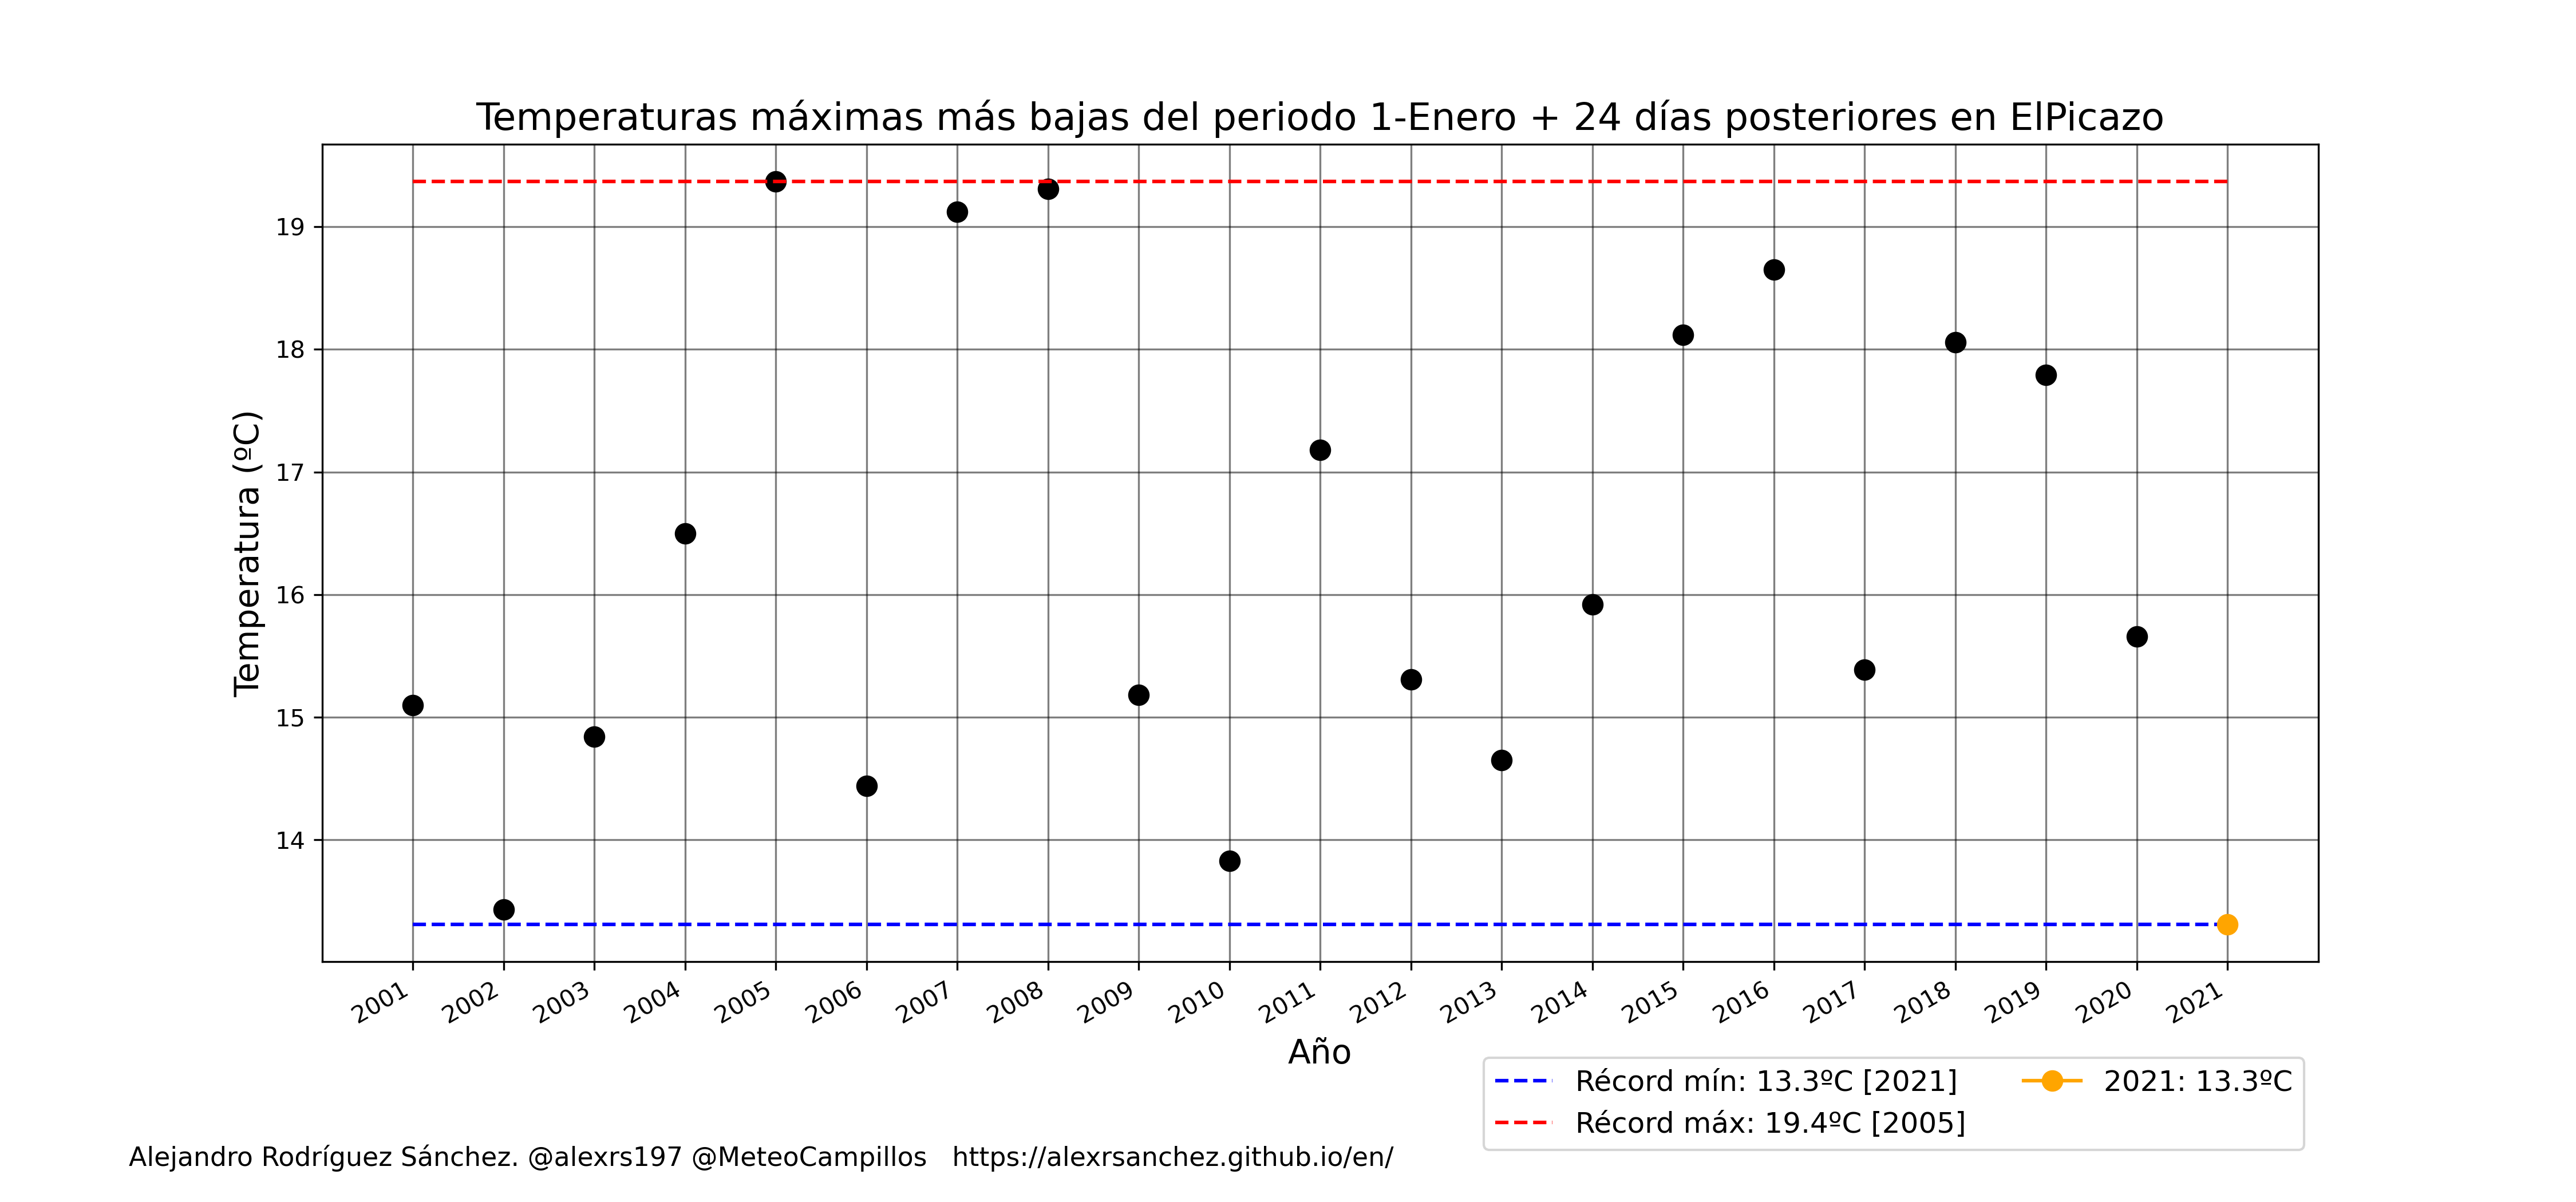 Temperaturas máximas más bajas del periodo 1-Enero + 24 días posteriores en ElPicazo
Temperatura (ºC)
19
18
17
16
15
14
2001 2002 2003 2004 2005 2006 2007 2008 2009 2010 2011 2012 2013 2014 2015 2016 2017 2018 2019 2020 2021
Año
Récord mín: 13.3ºC [2021]
Récord máx: 19.4ºC [2005]
2021: 13.3ºC
Alejandro Rodríguez Sánchez. @alexrs197 @MeteoCampillos https://alexrsanchez.github.io/en/